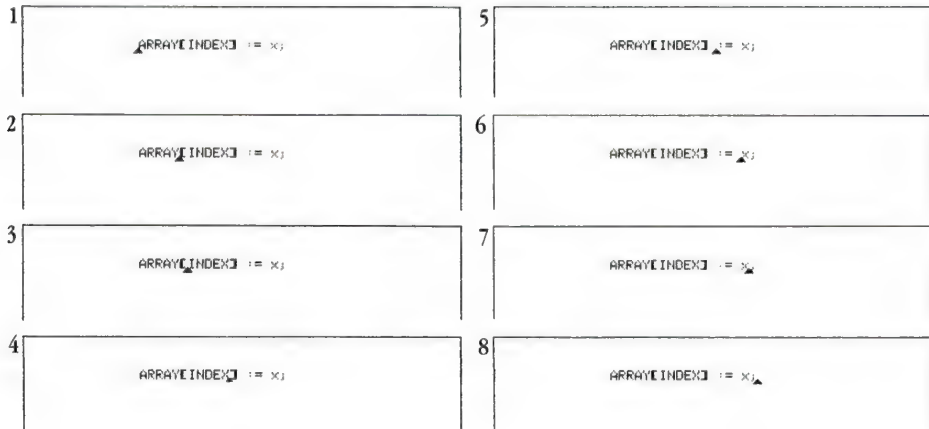 1
ARRAY[INDEX] := x;
2
ARRAY[INDEX] := x;
3
ARRAY[INDEX] := x;
4
ARRAY[INDEX] := x;
5
ARRAY[INDEX] := x;
6
ARRAY[INDEX] := x;
7
ARRAY[INDEX] := x;
8
ARRAY[INDEX] := x;